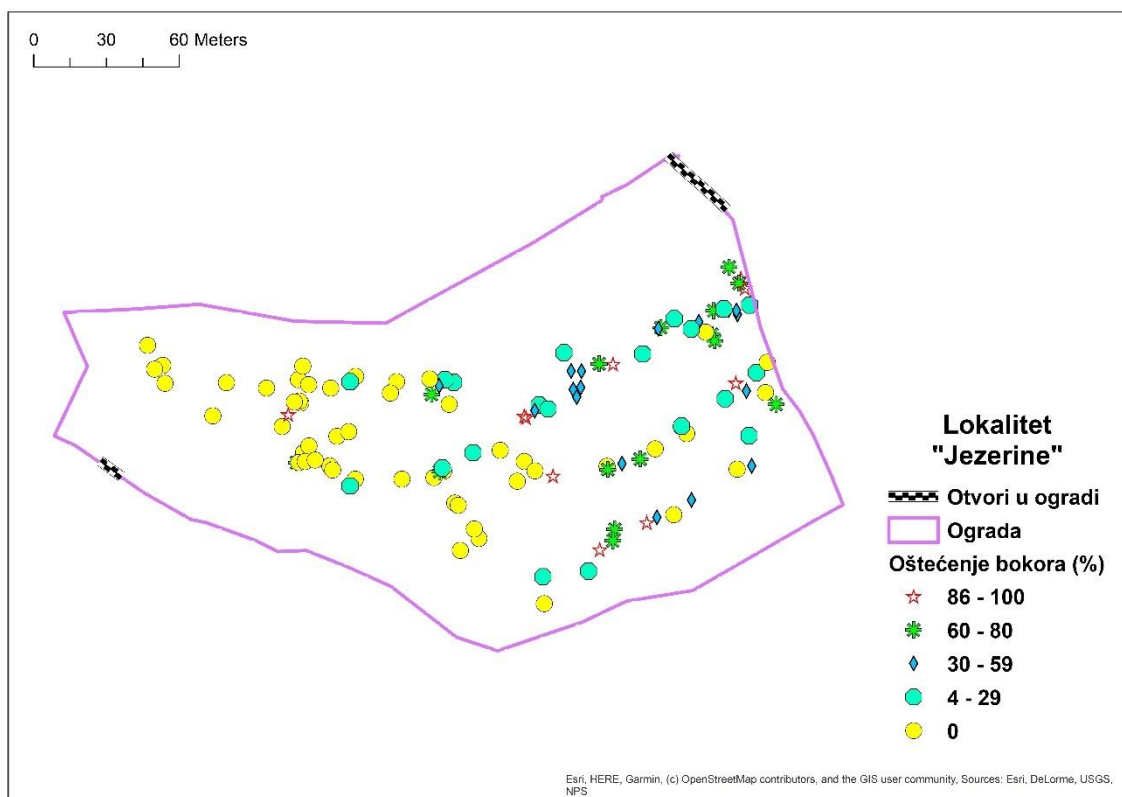 0 30 60 Meters
Lokalitet
"Jezerine"
Otvori u ogradi
Ograda
Oštećenje bokora (%)
86 - 100
60 - 80
30 - 59
4 - 29
0
Esri, HERE, Garmin, (c) OpenStreetMap contributors, and the GIS user community, Sources: Esri, DeLorme, USGS,
NPS